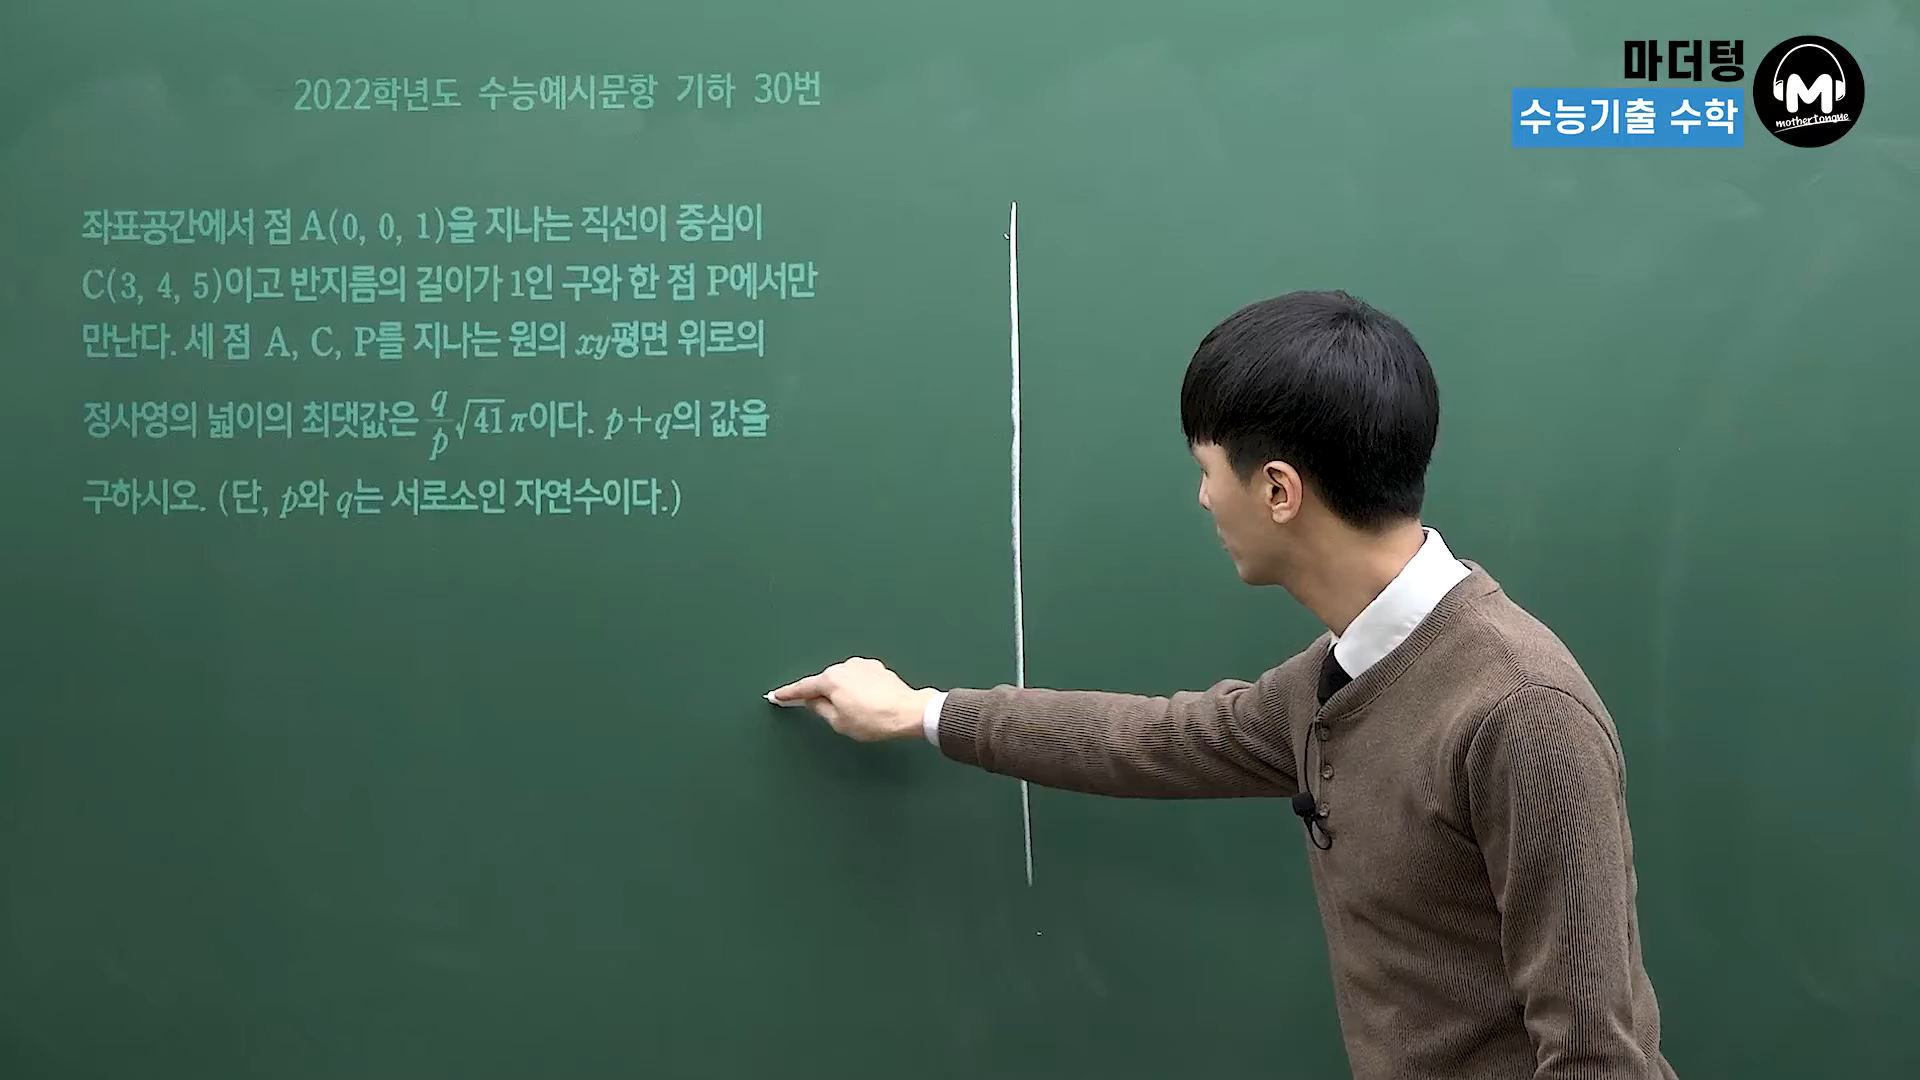 2022학년도 수능예시문항 기하 30번
좌표공간에서 점 A(0, 0, 1)을 지나는 직선이 중심이
C(3, 4, 5)이고 반지름의 길이가 1인 구와 한 점 P에서만
만난다. 세 점 A, C, P를 지나는 원의 xy평면 위로의
정사영의 넓이의 최댓값은 q/p √41 π이다. p+q의 값을
구하시오. (단, p와 q는 서로소인 자연수이다.)
마더텅
수능기출 수학
M
mothertongue